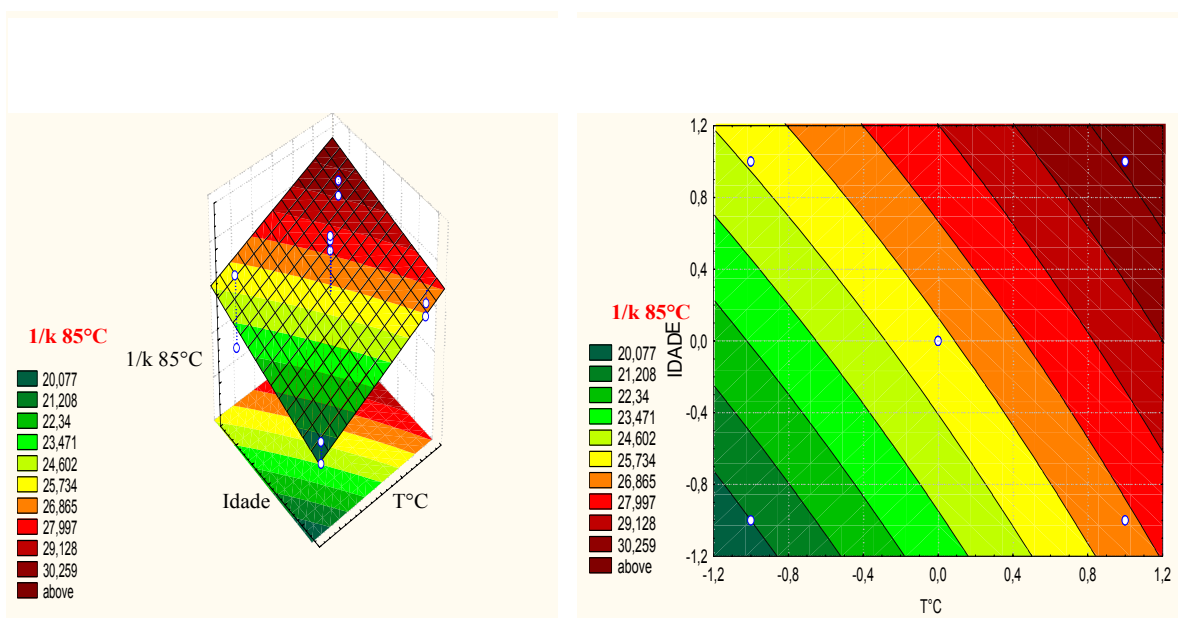 1/k 85°C
20,077
21,208
22,34
23,471
24,602
25,734
26,865
27,997
29,128
30,259
above
1/k 85°C
Idade
T°C
1/k 85°C
20,077
21,208
22,34
23,471
24,602
25,734
26,865
27,997
29,128
30,259
above
IDADE
1,2
0,8
0,4
0,0
-0,4
-0,8
-1,2
-1,2 -0,8 -0,4 0,0 0,4 0,8 1,2
T°C